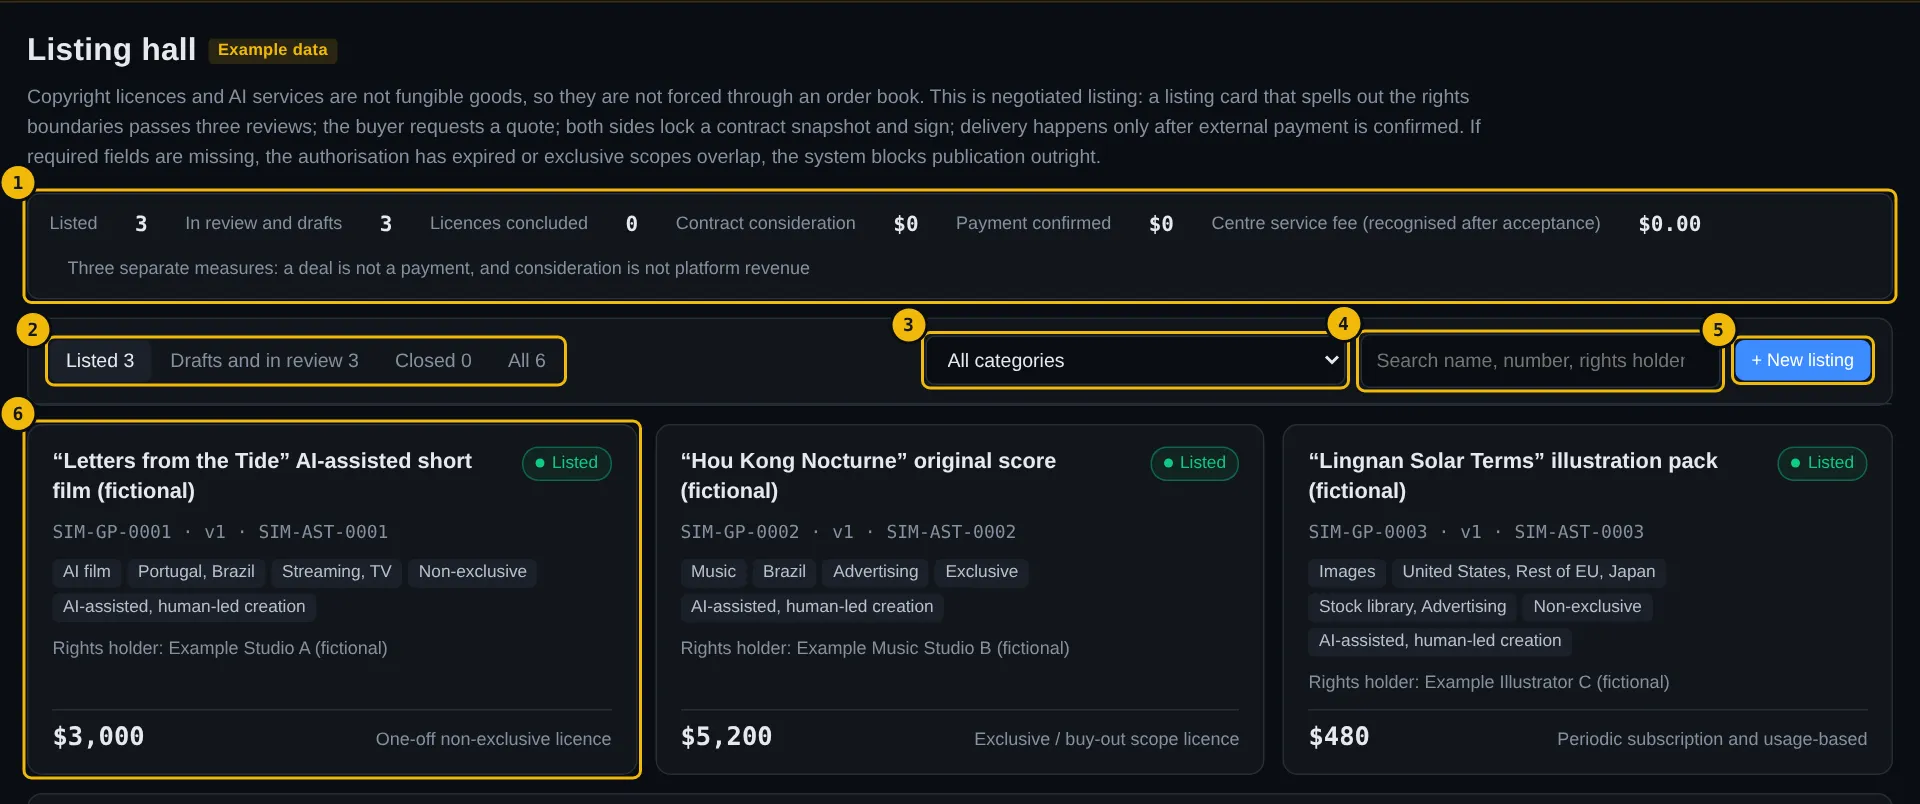 Listing hall Example data
Copyright licences and AI services are not fungible goods, so they are not forced through an order book. This is negotiated listing: a listing card that spells out the rights
boundaries passes three reviews; the buyer requests a quote; both sides lock a contract snapshot and sign; delivery happens only after external payment is confirmed. If
required fields are missing, the authorisation has expired or exclusive scopes overlap, the system blocks publication outright.
1
Listed 3 In review and drafts 3 Licences concluded 0 Contract consideration $0 Payment confirmed $0 Centre service fee (recognised after acceptance) $0.00
Three separate measures: a deal is not a payment, and consideration is not platform revenue
2 3 4 5
Listed 3 Drafts and in review 3 Closed 0 All 6 All categories Search name, number, rights holder + New listing
6
“Letters from the Tide” AI-assisted short
film (fictional)
Listed
SIM-GP-0001 · v1 · SIM-AST-0001
AI film Portugal, Brazil Streaming, TV Non-exclusive
AI-assisted, human-led creation
Rights holder: Example Studio A (fictional)
$3,000 One-off non-exclusive licence
“Hou Kong Nocturne” original score
(fictional)
Listed
SIM-GP-0002 · v1 · SIM-AST-0002
Music Brazil Advertising Exclusive
AI-assisted, human-led creation
Rights holder: Example Music Studio B (fictional)
$5,200 Exclusive / buy-out scope licence
“Lingnan Solar Terms” illustration pack
(fictional)
Listed
SIM-GP-0003 · v1 · SIM-AST-0003
Images United States, Rest of EU, Japan
Stock library, Advertising Non-exclusive
AI-assisted, human-led creation
Rights holder: Example Illustrator C (fictional)
$480 Periodic subscription and usage-based